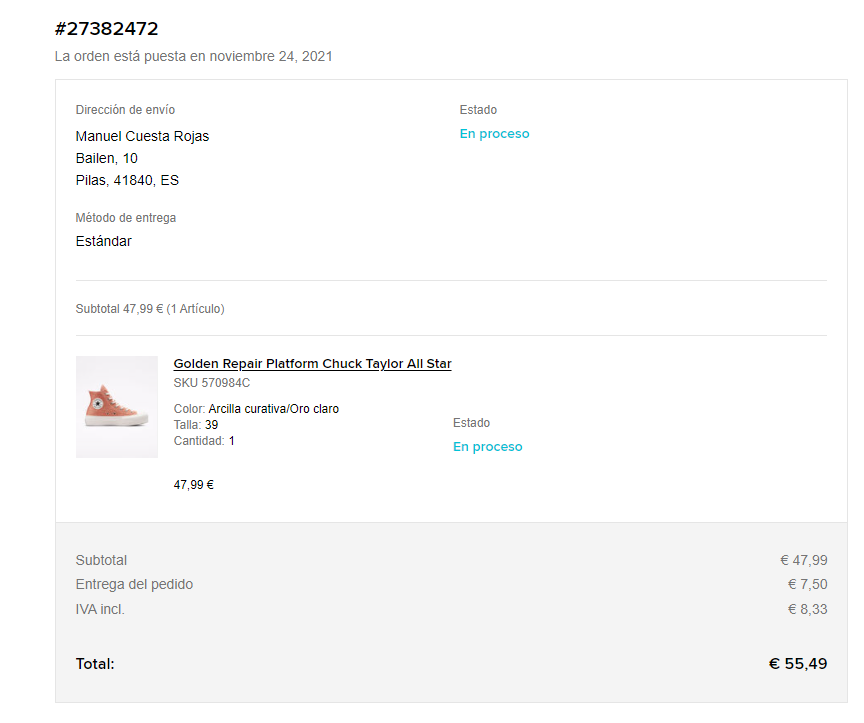 #27382472
La orden está puesta en noviembre 24, 2021
Dirección de envío
Manuel Cuesta Rojas
Bailen, 10
Pilas, 41840, ES
Estado
En proceso
Método de entrega
Estándar
Subtotal 47,99 € (1 Artículo)
Golden Repair Platform Chuck Taylor All Star
SKU 570984C
Color: Arcilla curativa/Oro claro
Talla: 39
Cantidad: 1
Estado
En proceso
47,99 €
Subtotal € 47,99
Entrega del pedido € 7,50
IVA incl. € 8,33
Total: € 55,49